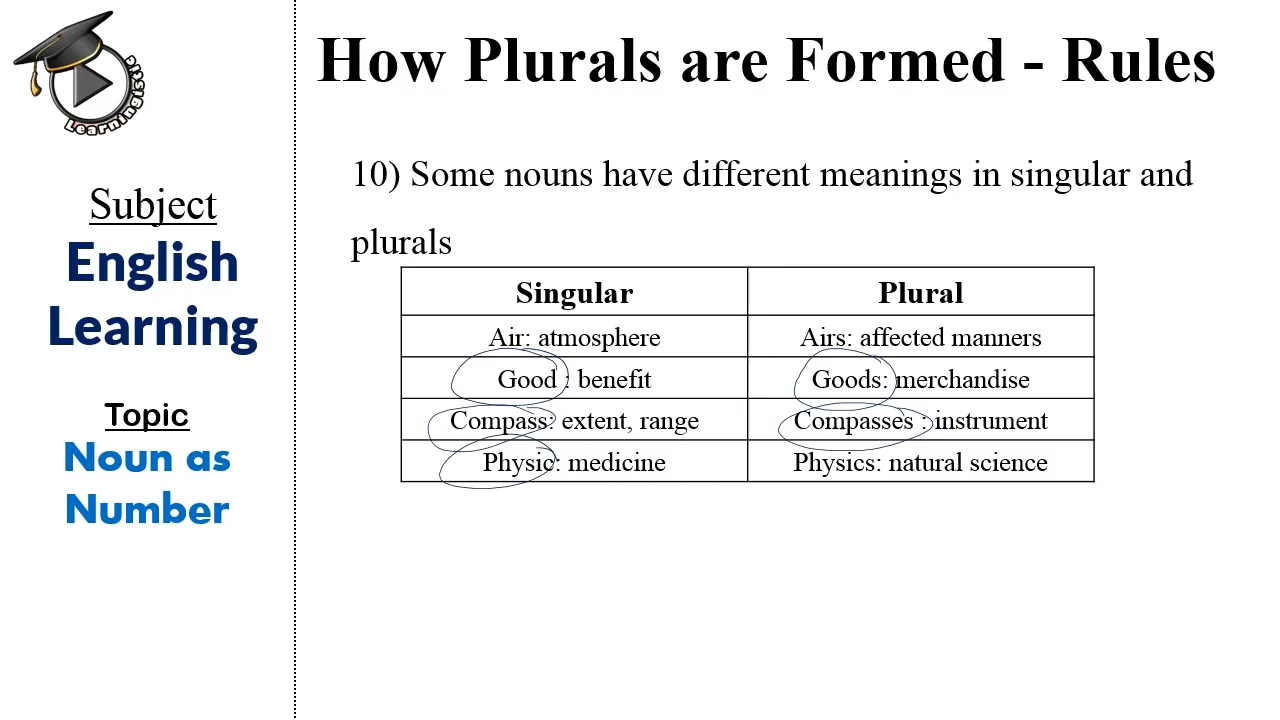 Learningisita
How Plurals are Formed - Rules
Subject
English
Learning
Topic
Noun as
Number
10) Some nouns have different meanings in singular and
plurals
Singular Plural
Air: atmosphere Airs: affected manners
Good : benefit Goods: merchandise
Compass: extent, range Compasses : instrument
Physic: medicine Physics: natural science